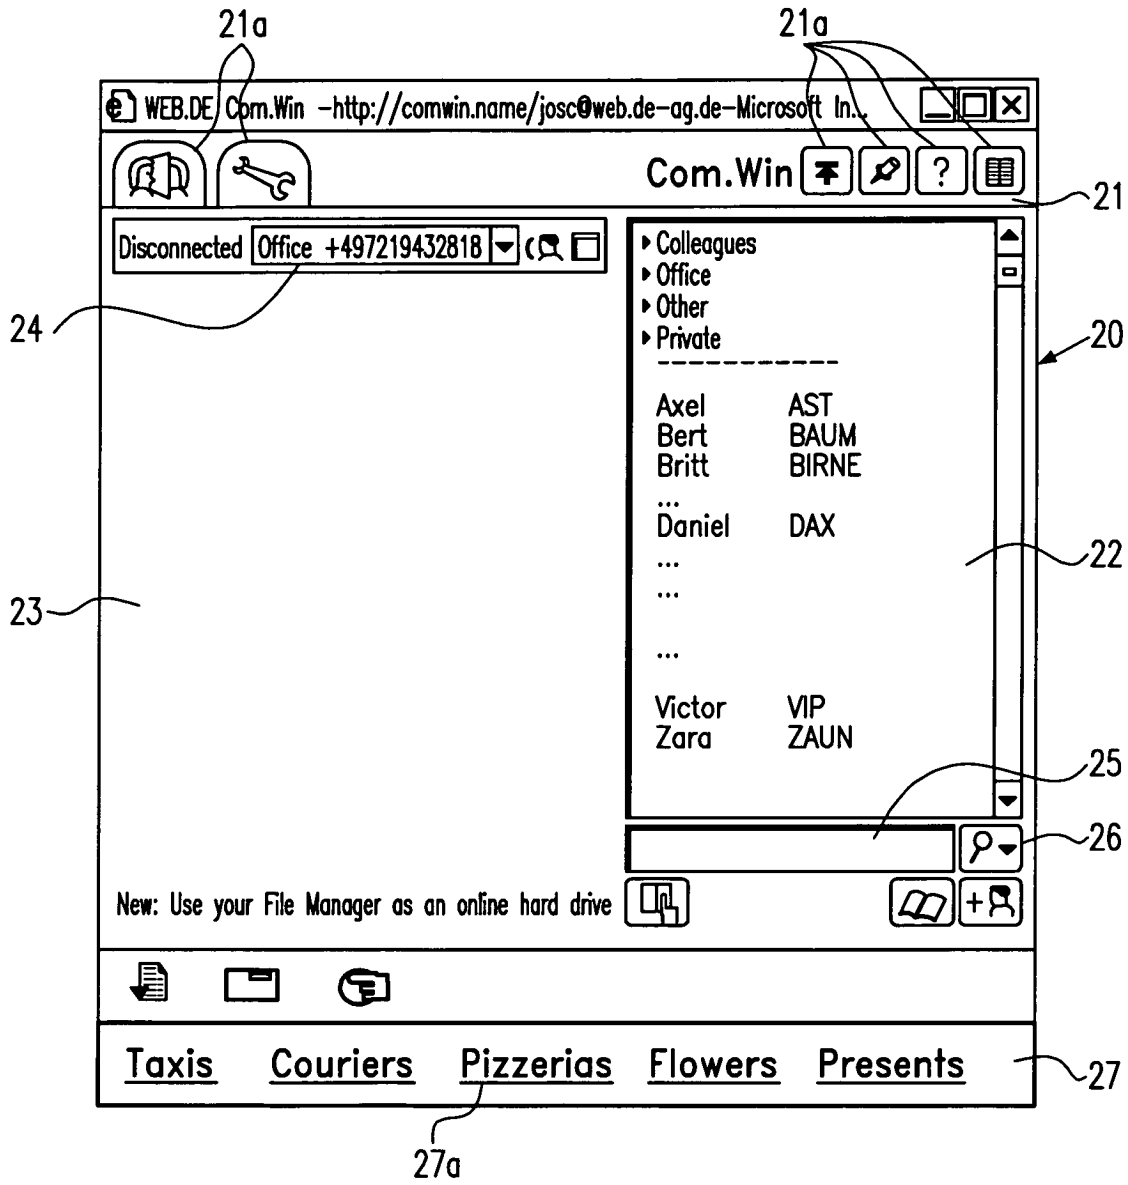 21a 21a
WEB.DE Com.Win -http://comwin.name/josc@web.de-ag.de-Microsoft In...
Com.Win ?
21
Disconnected Office +497219432818
24
Colleagues
Office
Other
Private
-------------
20
Axel AST
Bert BAUM
Britt BIRNE
...
Daniel DAX
...
...
...
22
23
Victor VIP
Zara ZAUN
25
26
New: Use your File Manager as an online hard drive
+
Taxis Couriers Pizzerias Flowers Presents
27
27a